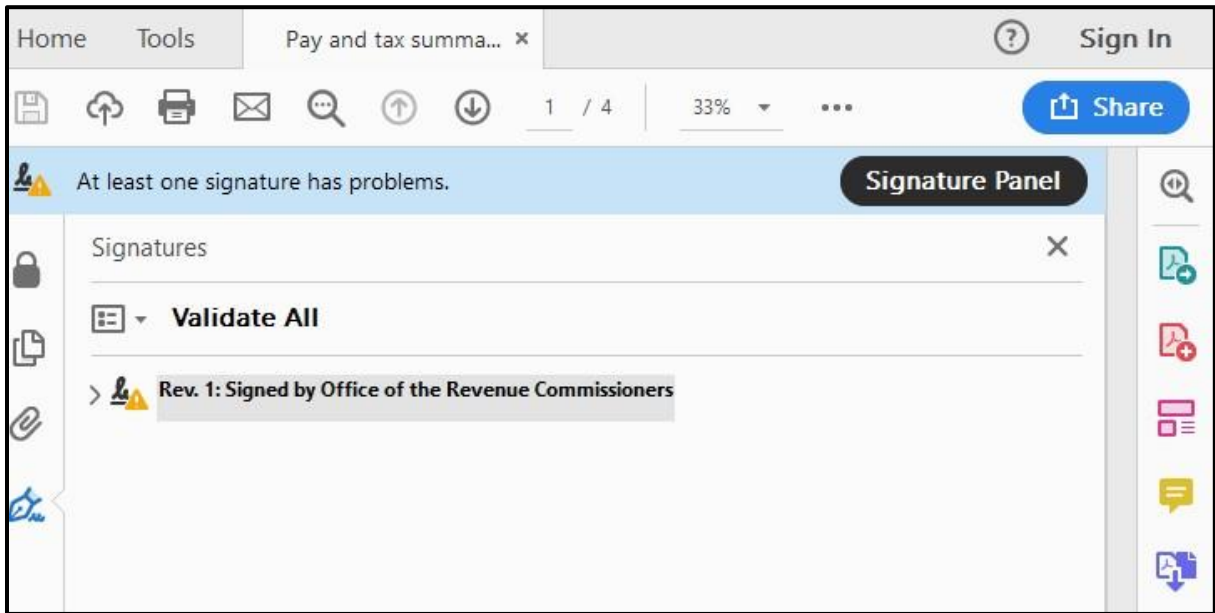 Home Tools Pay and tax summa... × ? Sign In
1 / 4 33% Share
At least one signature has problems. Signature Panel
Signatures
Validate All
Rev. 1: Signed by Office of the Revenue Commissioners